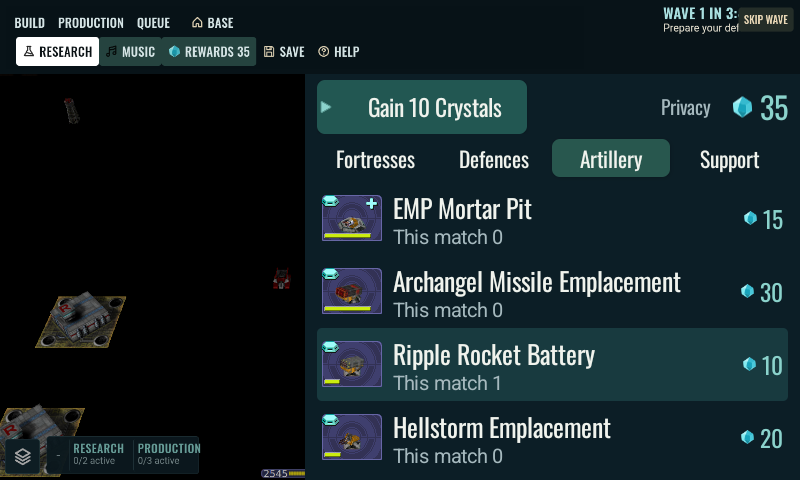 BUILD PRODUCTION QUEUE BASE
WAVE 1 IN 3:
Prepare your def
SKIP WAVE
RESEARCH MUSIC REWARDS 35 SAVE HELP
Gain 10 Crystals
Privacy
35
Fortresses Defences Artillery Support
EMP Mortar Pit
This match 0
15
Archangel Missile Emplacement
This match 0
30
Ripple Rocket Battery
This match 1
10
Hellstorm Emplacement
This match 0
20
- RESEARCH PRODUCTION
0/2 active 0/3 active
2545